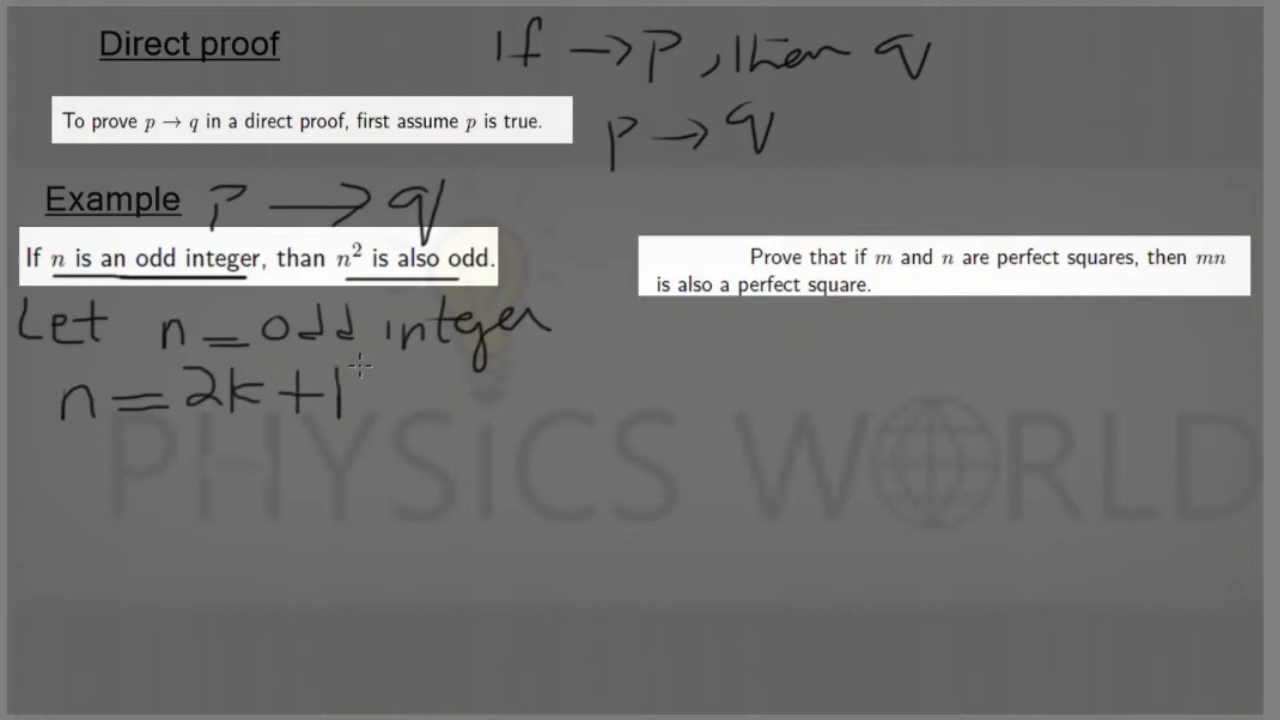 Direct proof
If → P, then q
To prove p → q in a direct proof, first assume p is true.
p → q
Example P → q
If n is an odd integer, than n² is also odd.
Prove that if m and n are perfect squares, then mn
is also a perfect square.
Let n = odd integer
n = 2k + 1
PHYSiCS WORLD